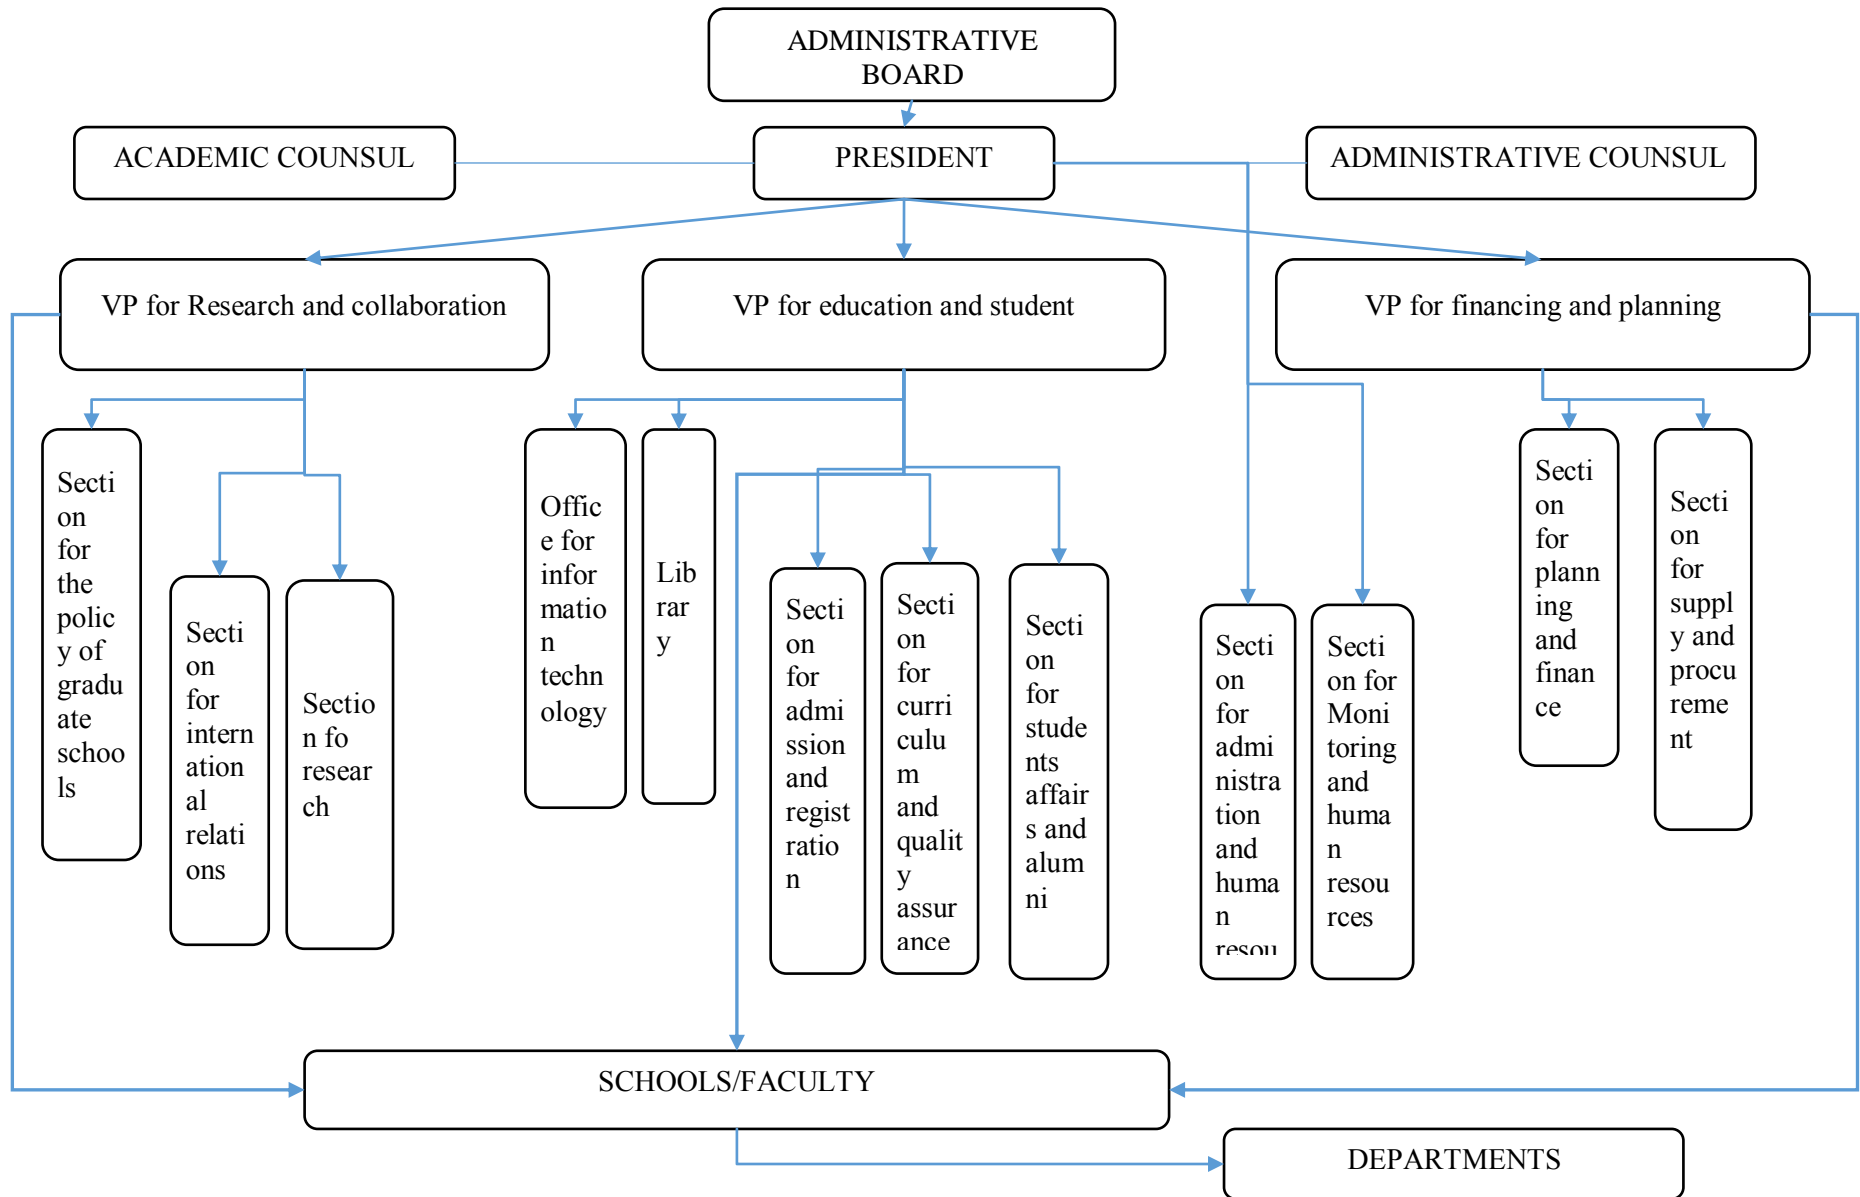 ADMINISTRATIVE
BOARD
ACADEMIC COUNSUL
PRESIDENT
ADMINISTRATIVE COUNSUL
VP for Research and collaboration
VP for education and student
VP for financing and planning
Secti
on
for
the
polic
y of
gradu
ate
schoo
ls
Secti
on
for
intern
ation
al
relati
ons
Sectio
n fo
resear
ch
Offic
e for
infor
matio
n
techn
ology
Lib
rar
y
Secti
on
for
admi
ssion
and
regist
ratio
n
Secti
on
for
curri
culu
m
and
qualit
y
assur
ance
Secti
on
for
stude
nts
affair
s and
alum
ni
Secti
on
for
admi
nistra
tion
and
huma
n
resou
Secti
on for
Moni
toring
and
huma
n
resou
rces
Secti
on
for
plann
ing
and
finan
ce
Secti
on
for
suppl
y and
procu
reme
nt
SCHOOLS/FACULTY
DEPARTMENTS